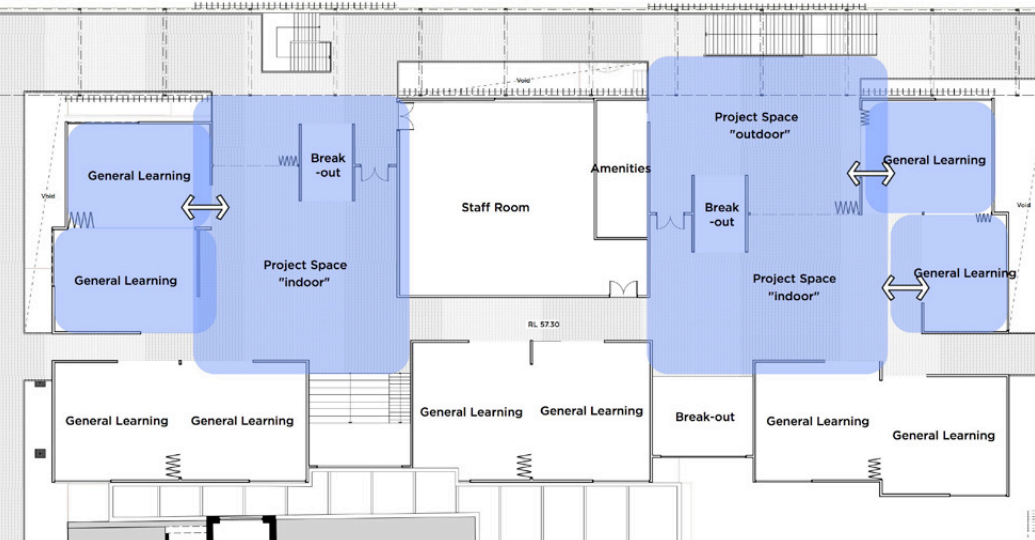 Void
Project Space
"outdoor"
General Learning
Break
-out
Amenities
General Learning
Void
Staff Room
Break
-out
Void
Project Space
"indoor"
General Learning
Project Space
"indoor"
General Learning
RL 57.30
General Learning
General Learning
General Learning
General Learning
Break-out
General Learning
General Learning